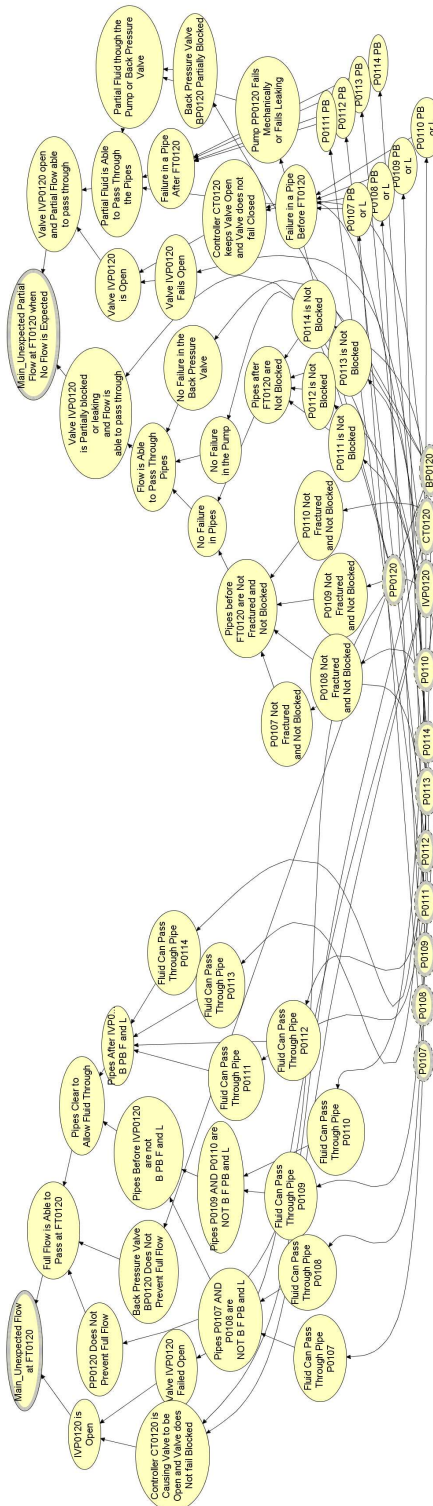 Main_Unexpected Flow
at FT0120
IVP0120 is
Open
Full Flow is Able to
Pass at FT0120
Controller CT0120 is
Causing Valve to be
Open and Valve does
Not fail Blocked
Valve IVP0120
Failed Open
PP0120 Does Not
Prevent Full Flow
Back Pressure Valve
BP0120 Does Not
Prevent Full Flow
Pipes Clear to
Allow Fluid Through
Pipes Before IVP0120
are not
B PB F and L
Pipes After IVP0..
B PB F and L
Pipes P0107 AND
P0108 are
NOT B F PB and L
Pipes P0109 AND P0110 are
NOT B F PB and L
Fluid Can Pass
Through Pipe
P0107
Fluid Can Pass
Through Pipe
P0108
Fluid Can Pass
Through Pipe
P0109
Fluid Can Pass
Through Pipe
P0110
Fluid Can Pass
Through Pipe
P0111
Fluid Can Pass
Through Pipe
P0112
Fluid Can Pass
Through Pipe
P0113
Fluid Can Pass
Through Pipe
P0114
Main_Unexpected Partial
Flow at FT0120 when
No Flow is Expected
Valve IVP0120
is Partially blocked
or leaking
and Flow is
able to pass through
Valve IVP0120 open
and Partial Flow able
to pass through
Flow is Able
to Pass Through
Pipes
No Failure in Pipes
No Failure
in the Pump
No Failure in the
Back Pressure
Valve
Pipes before
FT0120 are Not
Fractured and
Not Blocked
Pipes after
FT0120 are
Not Blocked
P0107 Not
Fractured
and Not Blocked
P0108 Not
Fractured
and Not Blocked
P0109 Not
Fractured
and Not Blocked
P0110 Not
Fractured
and Not Blocked
P0111 is Not
Blocked
P0112 is Not
Blocked
P0113 is Not
Blocked
P0114 is Not
Blocked
Valve IVP0120
is Open
Valve IVP0120
Fails Open
Controller CT0120
keeps Valve Open
and Valve does not
fail Closed
Partial Fluid is Able
to Pass Through
the Pipes
Partial Fluid though the
Pump or Back Pressure
Valve
Failure in a Pipe
After FT0120
Failure in a Pipe
Before FT0120
Back Pressure Valve
BP0120 Partially Blocked
Pump PP0120 Fails
Mechanically
or Fails Leaking
P0111 PB
P0112 PB
P0113 PB
P0114 PB
P0107 PB
or L
P0108 PB
or L
P0109 PB
or L
P0110 PB
or L
P0107
P0108
P0109
P0111
P0112
P0113
P0114
P0110
PP0120
IVP0120
CT0120
BP0120